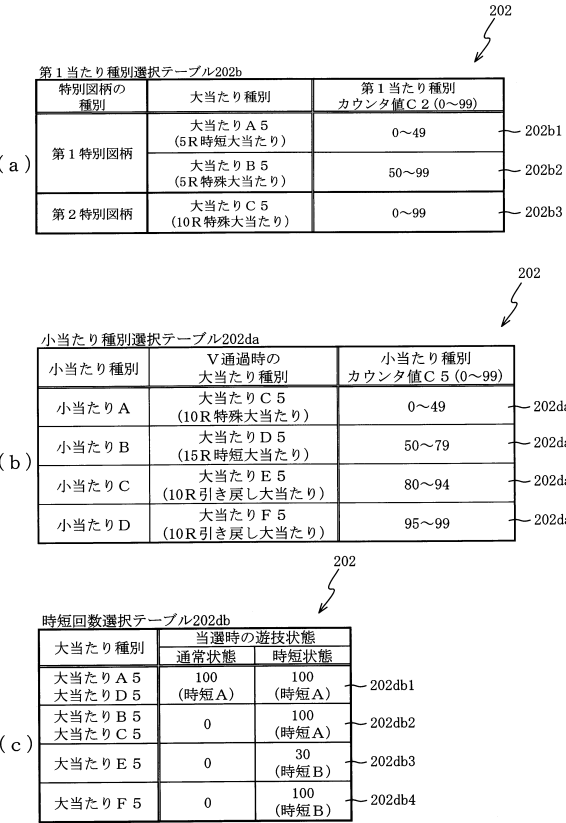 202
第１当たり種別選択テーブル202b
特別図柄の
種別
大当たり種別
第１当たり種別
カウンタ値Ｃ２(0～99)
(a)
第１特別図柄
大当たりＡ５
(5R時短大当たり)
0～49
202b1
大当たりＢ５
(5R特殊大当たり)
50～99
202b2
第２特別図柄
大当たりＣ５
(10R特殊大当たり)
0～99
202b3
202
小当たり種別選択テーブル202da
小当たり種別
Ｖ通過時の
大当たり種別
小当たり種別
カウンタ値Ｃ５(0～99)
(b)
小当たりＡ
大当たりＣ５
(10R特殊大当たり)
0～49
202da
小当たりＢ
大当たりＤ５
(15R時短大当たり)
50～79
202da
小当たりＣ
大当たりＥ５
(10R引き戻し大当たり)
80～94
202da
小当たりＤ
大当たりＦ５
(10R引き戻し大当たり)
95～99
202da
202
時短回数選択テーブル202db
大当たり種別
当選時の遊技状態
通常状態
時短状態
(c)
大当たりＡ５
大当たりＤ５
100
(時短Ａ)
100
(時短Ａ)
202db1
大当たりＢ５
大当たりＣ５
0
100
(時短Ａ)
202db2
大当たりＥ５
0
30
(時短Ｂ)
202db3
大当たりＦ５
0
100
(時短Ｂ)
202db4